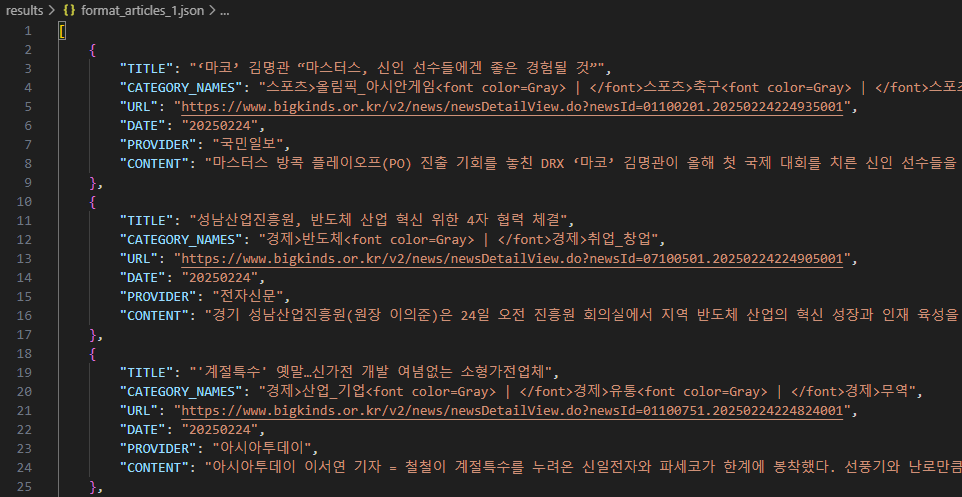 results > {} format_articles_1.json > ...
1 [
2 {
3 "TITLE": "‘마코’ 김명관 “마스터스, 신인 선수들에겐 좋은 경험될 것”",
4 "CATEGORY_NAMES": "스포츠>올림픽_아시안게임<font color=Gray> | </font>스포츠>축구<font color=Gray> | </font>스포츠
5 "URL": "https://www.bigkinds.or.kr/v2/news/newsDetailView.do?newsId=01100201.20250224224935001",
6 "DATE": "20250224",
7 "PROVIDER": "국민일보",
8 "CONTENT": "마스터스 방콕 플레이오프(PO) 진출 기회를 놓친 DRX ‘마코’ 김명관이 올해 첫 국제 대회를 치른 신인 선수들을
9 },
10 {
11 "TITLE": "성남산업진흥원, 반도체 산업 혁신 위한 4자 협력 체결",
12 "CATEGORY_NAMES": "경제>반도체<font color=Gray> | </font>경제>취업_창업",
13 "URL": "https://www.bigkinds.or.kr/v2/news/newsDetailView.do?newsId=07100501.20250224224905001",
14 "DATE": "20250224",
15 "PROVIDER": "전자신문",
16 "CONTENT": "경기 성남산업진흥원(원장 이의준)은 24일 오전 진흥원 회의실에서 지역 반도체 산업의 혁신 성장과 인재 육성을
17 },
18 {
19 "TITLE": "'계절특수' 옛말…신가전 개발 여념없는 소형가전업체",
20 "CATEGORY_NAMES": "경제>산업_기업<font color=Gray> | </font>경제>유통<font color=Gray> | </font>경제>무역",
21 "URL": "https://www.bigkinds.or.kr/v2/news/newsDetailView.do?newsId=01100751.20250224224824001",
22 "DATE": "20250224",
23 "PROVIDER": "아시아투데이",
24 "CONTENT": "아시아투데이 이서연 기자 = 철철이 계절특수를 누려온 신일전자와 파세코가 한계에 봉착했다. 선풍기와 난로만큼
25 },